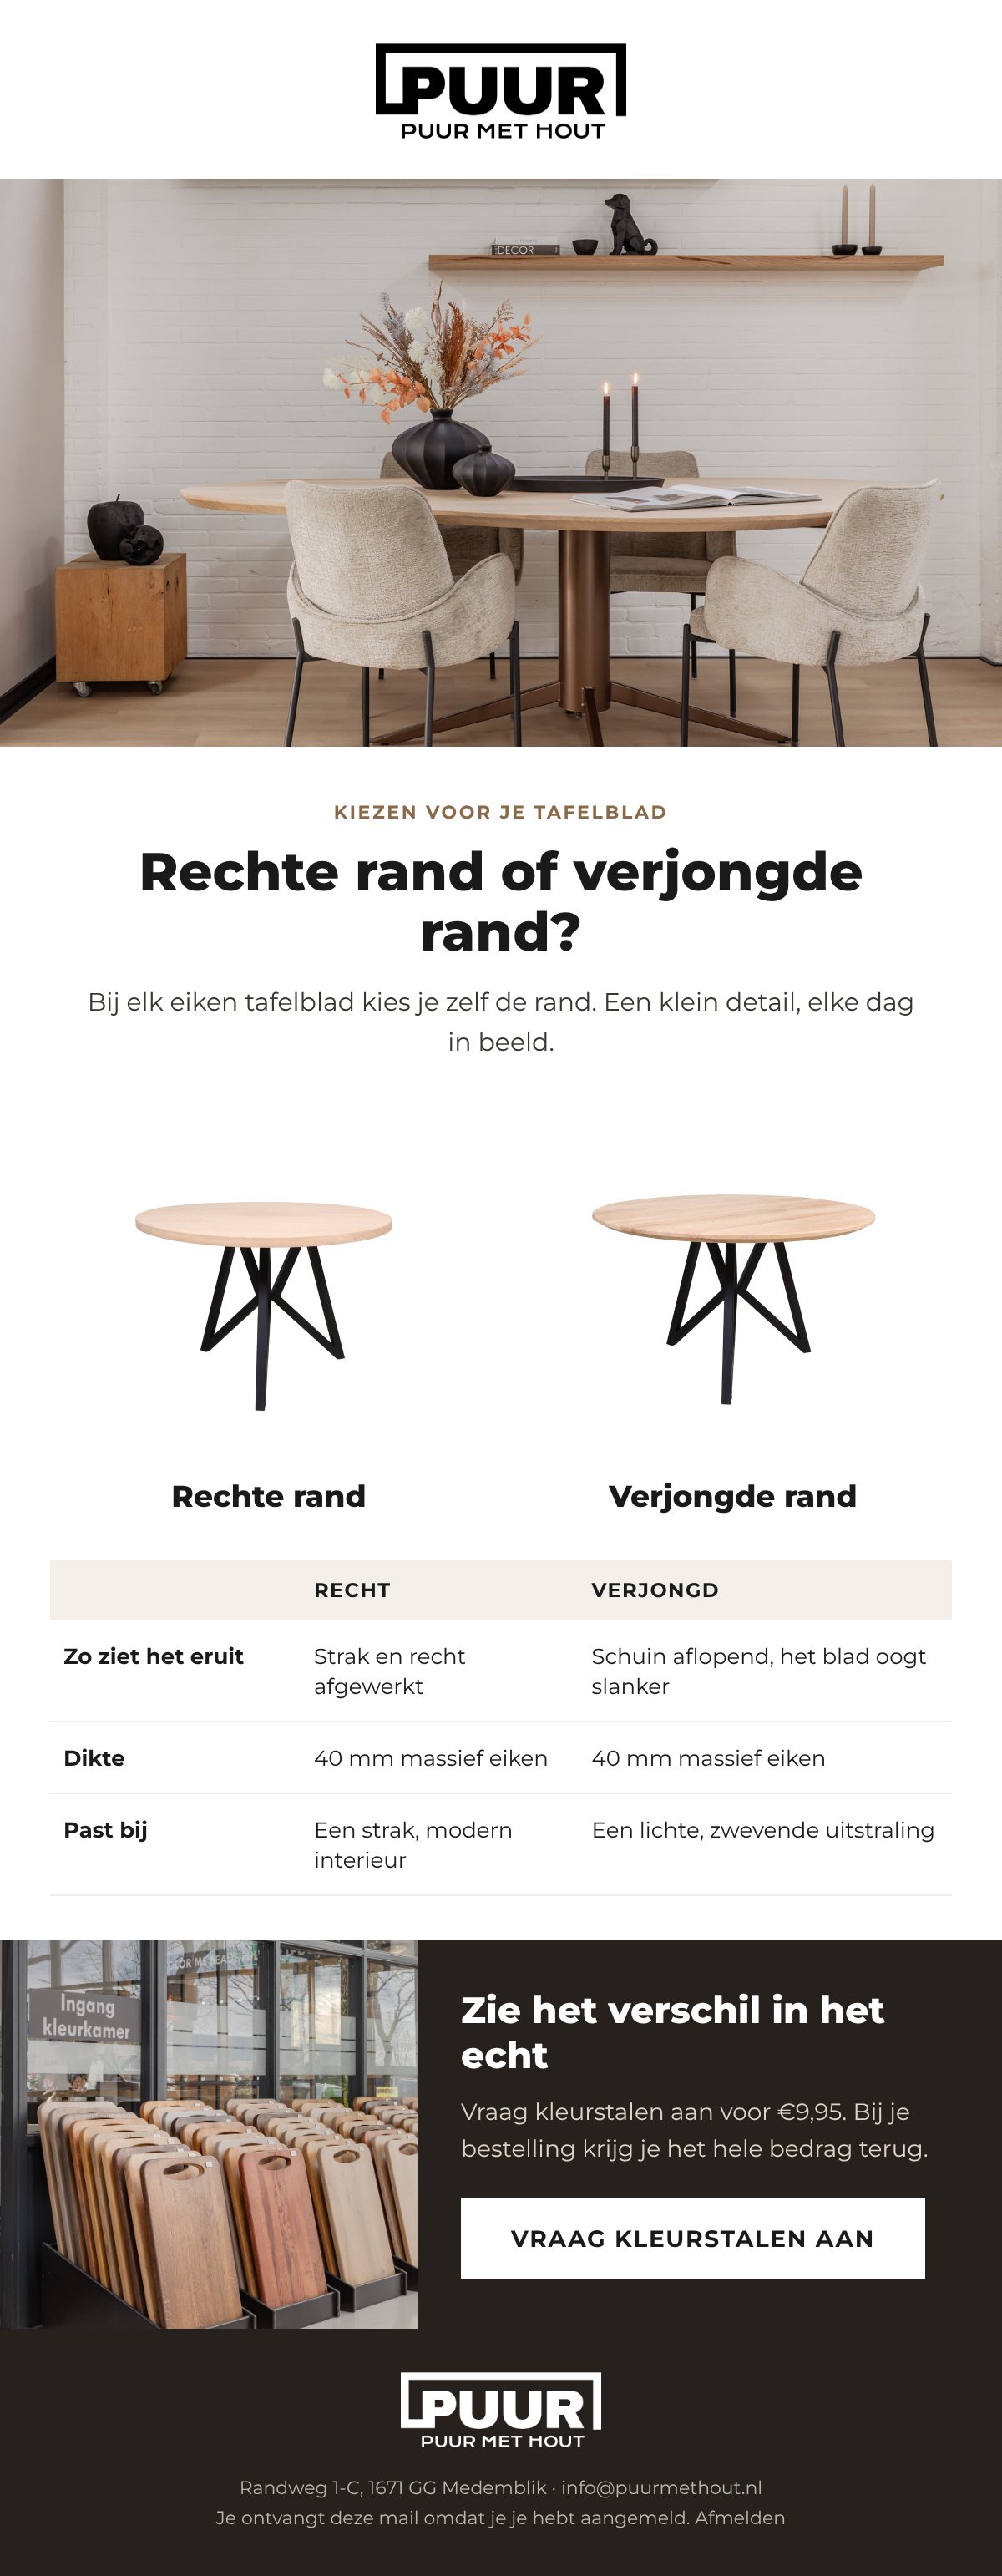 PUUR
PUUR MET HOUT
DECOR
KIEZEN VOOR JE TAFELBLAD
Rechte rand of verjongde
rand?
Bij elk eiken tafelblad kies je zelf de rand. Een klein detail, elke dag
in beeld.
Rechte rand
Verjongde rand
RECHT
VERJONGD
Zo ziet het eruit
Strak en recht
afgewerkt
Schuin aflopend, het blad oogt
slanker
Dikte
40 mm massief eiken
40 mm massief eiken
Past bij
Een strak, modern
interieur
Een lichte, zwevende uitstraling
Ingang
kleurkamer
Zie het verschil in het
echt
Vraag kleurstalen aan voor €9,95. Bij je
bestelling krijg je het hele bedrag terug.
VRAAG KLEURSTALEN AAN
PUUR
PUUR MET HOUT
Randweg 1-C, 1671 GG Medemblik · info@puurmethout.nl
Je ontvangt deze mail omdat je je hebt aangemeld. Afmelden